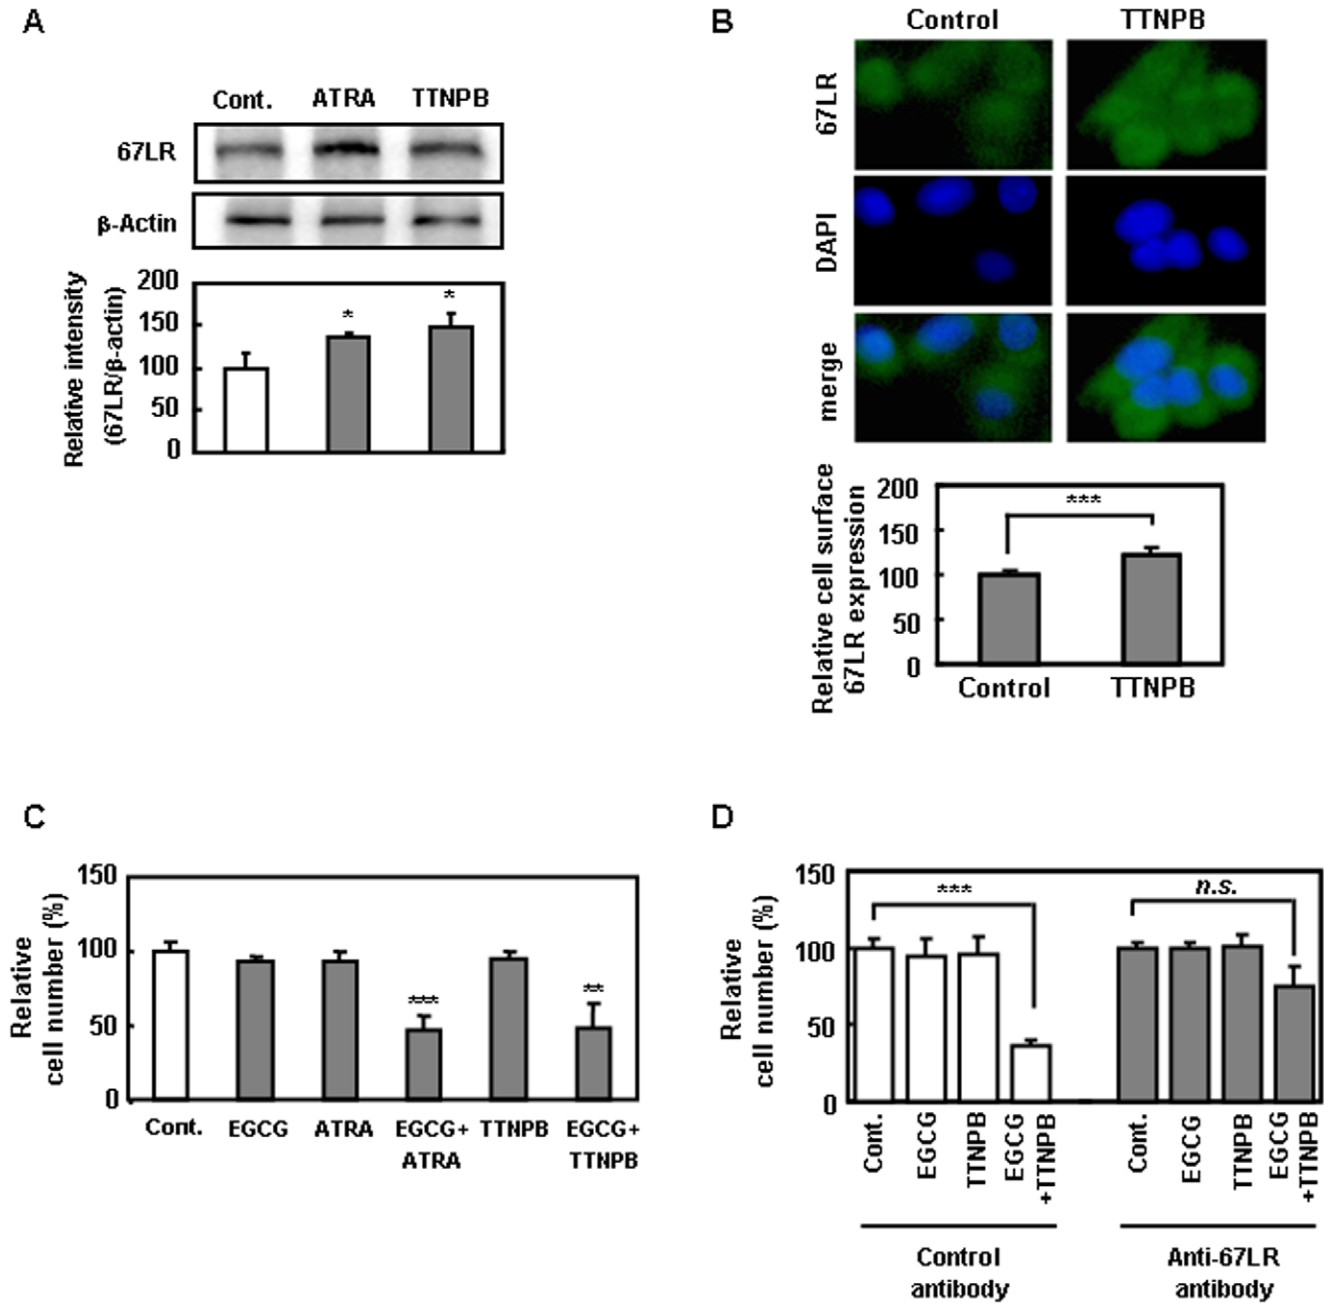 A
Cont. ATRA TTNPB
67LR
β-Actin
Relative intensity
(67LR/β-actin)
200
150
100
50
0
*
*
B
Control TTNPB
67LR
DAPI
merge
Relative cell surface
67LR expression
200
150
100
50
0
***
Control TTNPB
C
Relative
cell number (%)
150
100
50
0
***
**
Cont. EGCG ATRA EGCG+ TTNPB EGCG+
ATRA TTNPB
D
Relative
cell number (%)
150
100
50
0
***
n.s.
Cont.
EGCG
TTNPB
EGCG
+TTNPB
Cont.
EGCG
TTNPB
EGCG
+TTNPB
Control
antibody
Anti-67LR
antibody